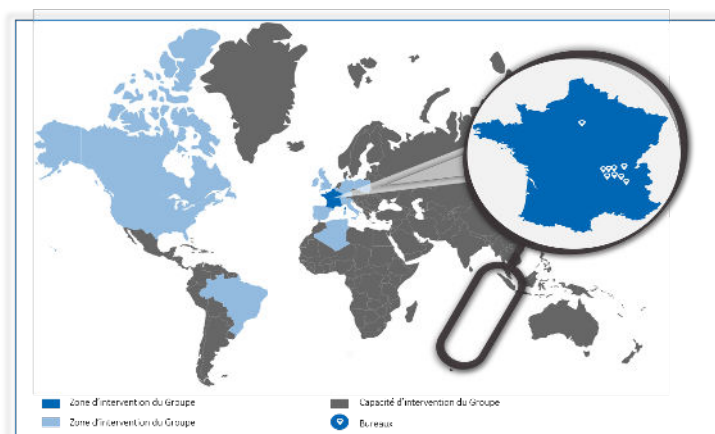 Zone d'intervention du Groupe
Capacité d'intervention du Groupe
Zone d'intervention du Groupe
Bureaux